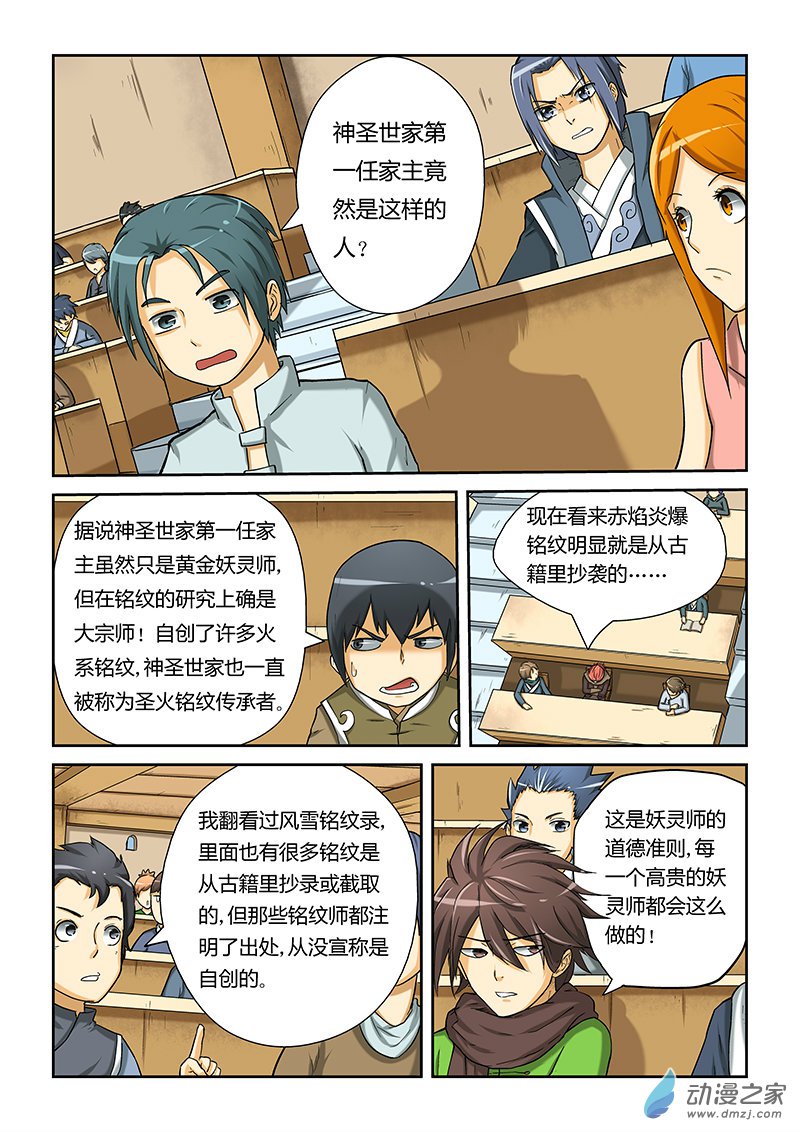 神圣世家第
一任家主竟
然是这样的
人？
据说神圣世家第一任家
主虽然只是黄金妖灵师，
但在铭纹的研究上确是
大宗师！自创了许多火
系铭纹，神圣世家也一直
被称为圣火铭纹传承者。
现在看来赤焰炎爆
铭纹明显就是从古
籍里抄袭的……
我翻看过风雪铭纹录，
里面也有很多铭纹是
从古籍里抄录或截取
的，但那些铭纹师都注
明了出处，从没宣称是
自创的。
这是妖灵师的
道德准则，每
一个高贵的妖
灵师都会这么
做的！
动漫之家
www.dmzj.com